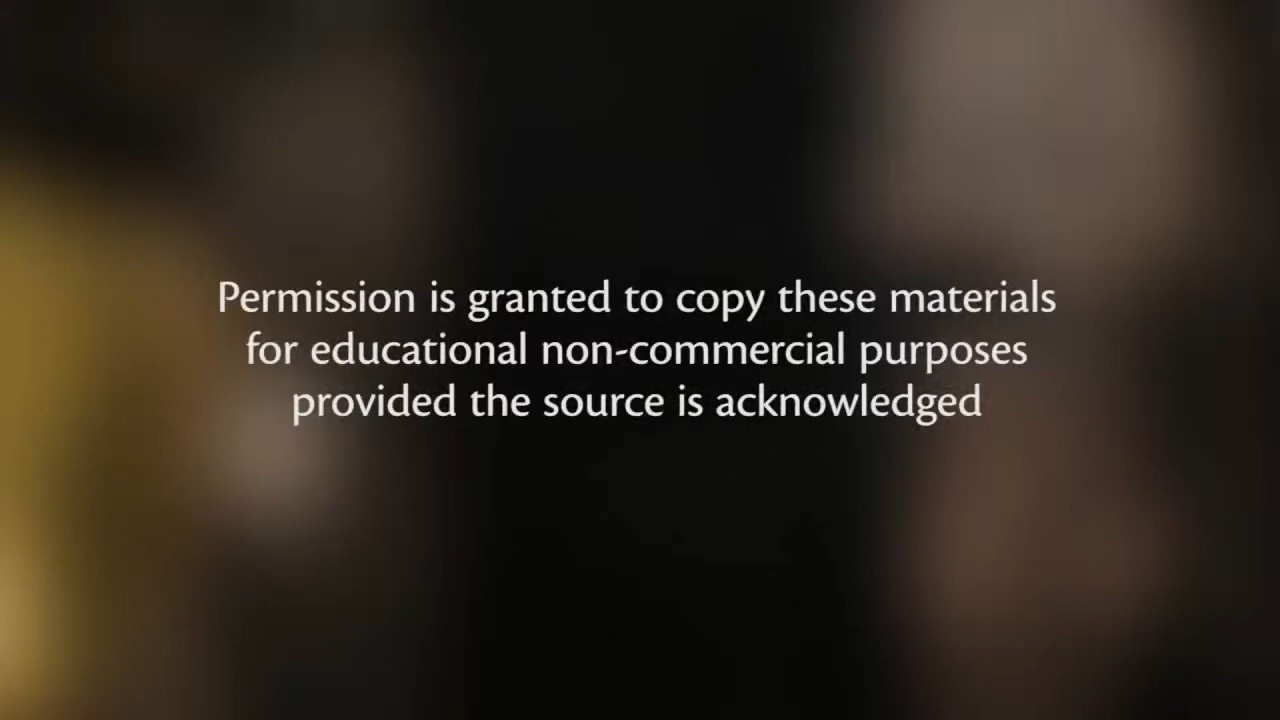 Permission is granted to copy these materials
for educational non-commercial purposes
provided the source is acknowledged